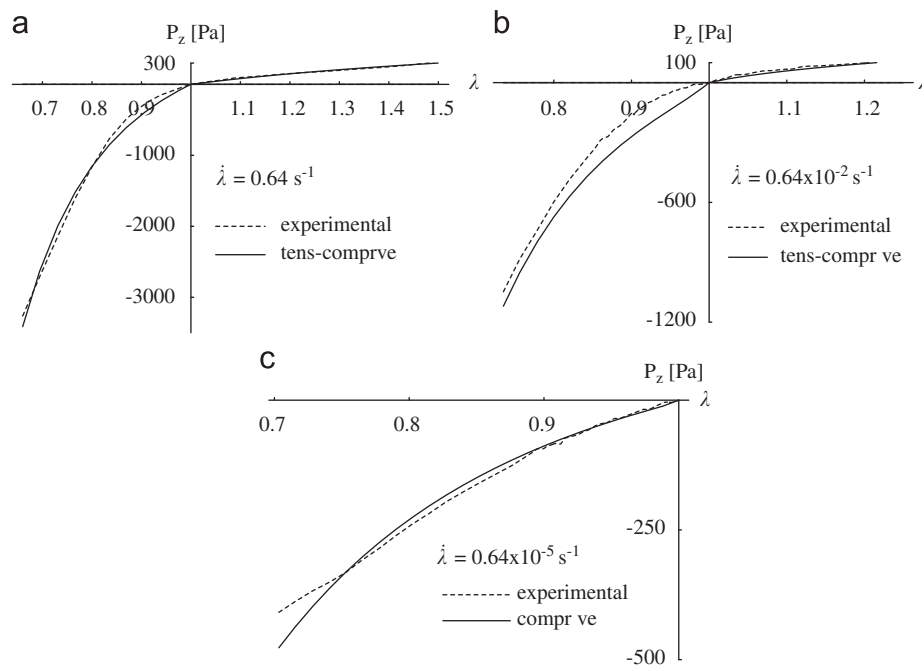 a
P_z [Pa]
300
λ
0.7 0.8 0.9 1.1 1.2 1.3 1.4 1.5
-1000
λ̇ = 0.64 s⁻¹
-2000
experimental
tens-comprve
-3000
b
P_z [Pa]
100
λ
0.8 0.9 1.1 1.2
-600
λ̇ = 0.64x10⁻² s⁻¹
experimental
tens-compr ve
-1200
c
P_z [Pa]
λ
0.7 0.8 0.9
-250
λ̇ = 0.64x10⁻⁵ s⁻¹
experimental
compr ve
-500